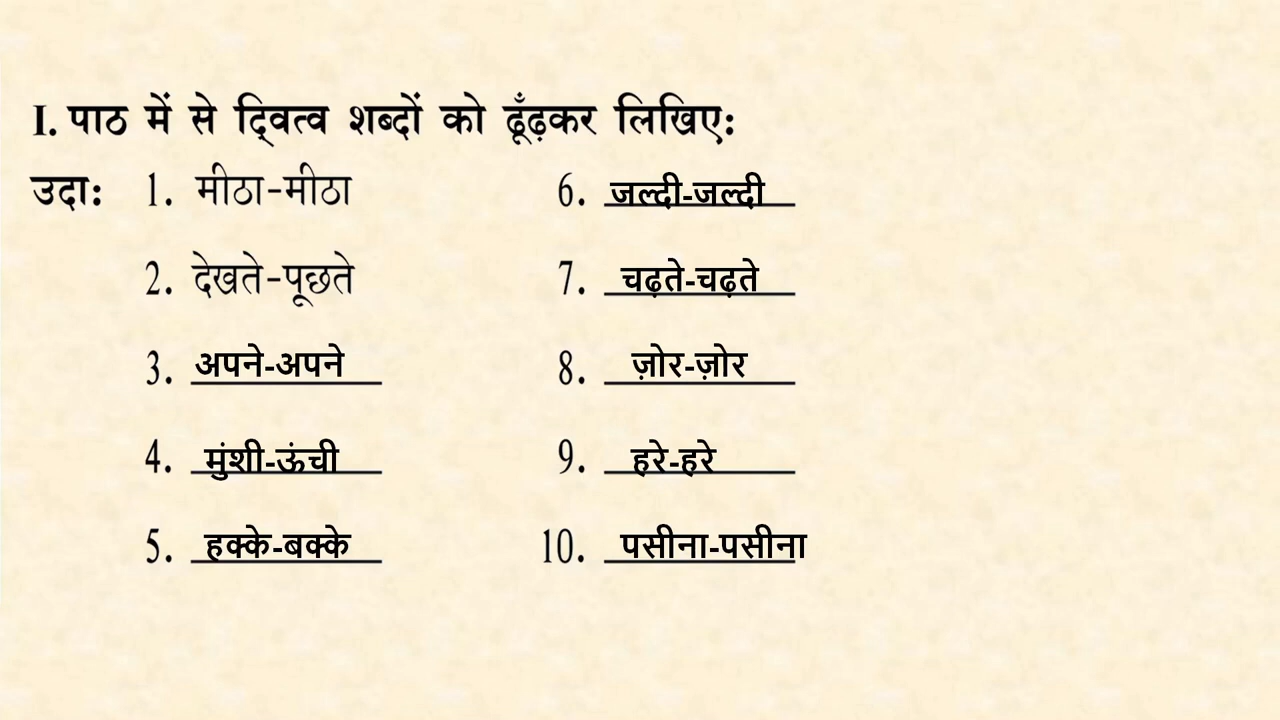 I. पाठ में से द्वित्व शब्दों को ढूँढ़कर लिखिए:
उदा: 1. मीठा-मीठा 6. जल्दी-जल्दी
2. देखते-पूछते 7. चढ़ते-चढ़ते
3. अपने-अपने 8. ज़ोर-ज़ोर
4. मुंशी-ऊंची 9. हरे-हरे
5. हक्के-बक्के 10. पसीना-पसीना